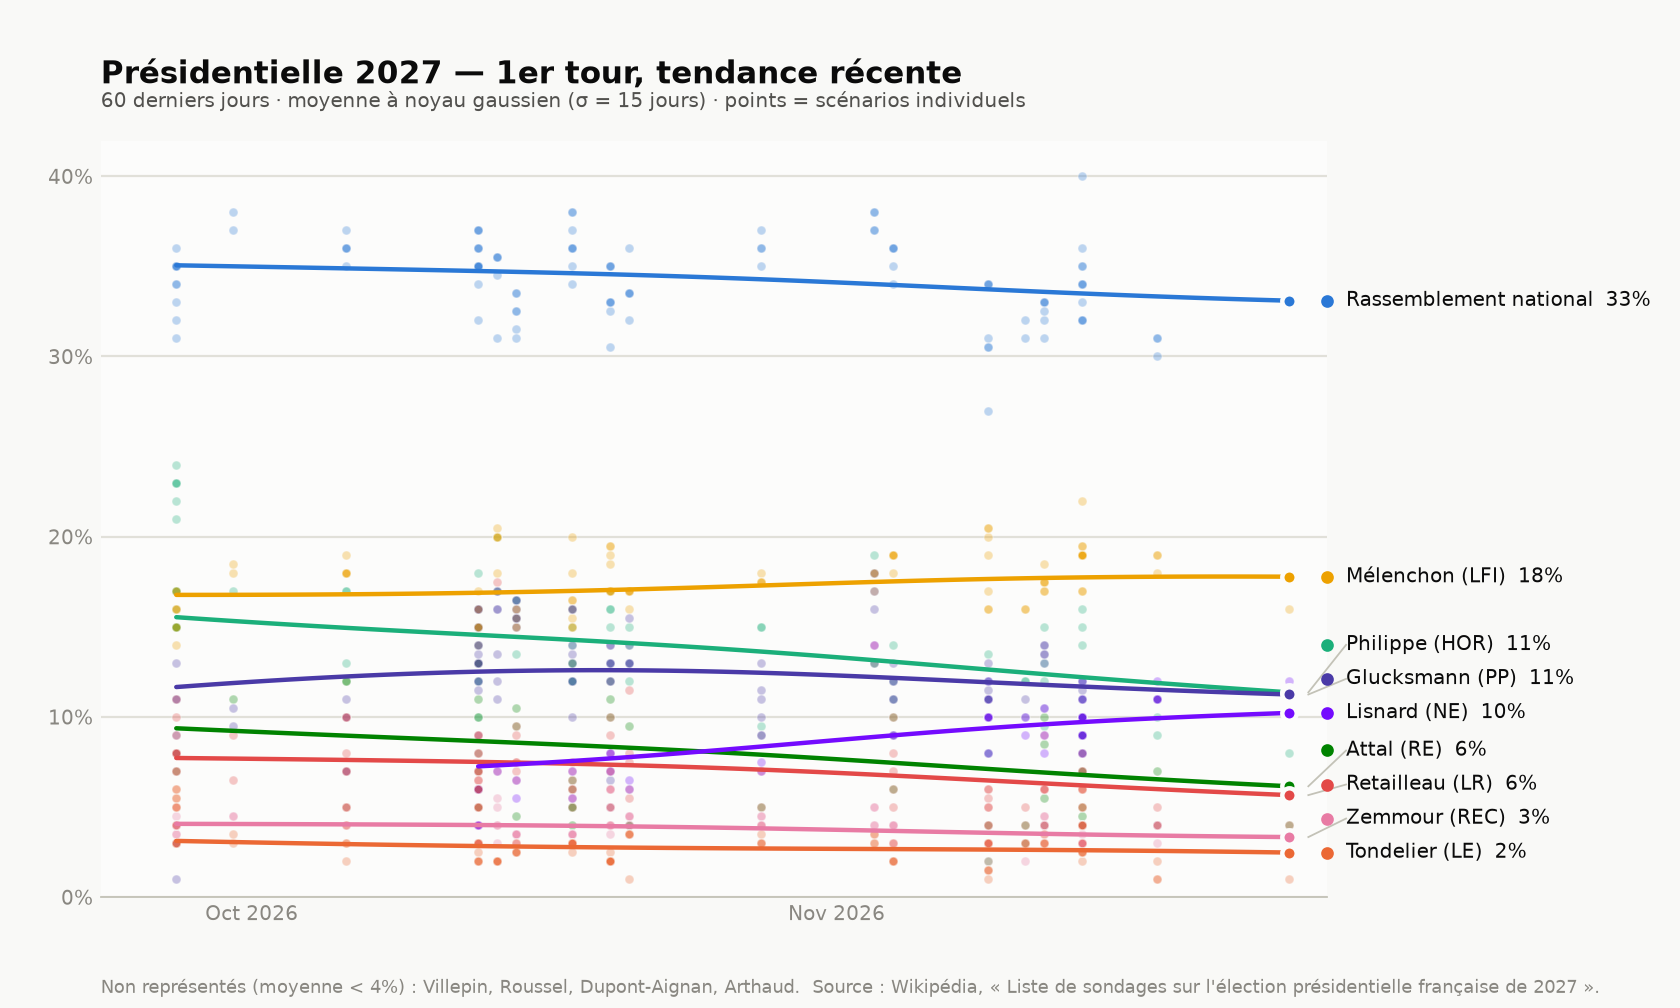 Présidentielle 2027 — 1er tour, tendance récente
60 derniers jours · moyenne à noyau gaussien (σ = 15 jours) · points = scénarios individuels
40%
30%
20%
10%
0%
Oct 2026
Nov 2026
Rassemblement national 33%
Mélenchon (LFI) 18%
Philippe (HOR) 11%
Glucksmann (PP) 11%
Lisnard (NE) 10%
Attal (RE) 6%
Retailleau (LR) 6%
Zemmour (REC) 3%
Tondelier (LE) 2%
Non représentés (moyenne < 4%) : Villepin, Roussel, Dupont-Aignan, Arthaud. Source : Wikipédia, « Liste de sondages sur l'élection présidentielle française de 2027 ».